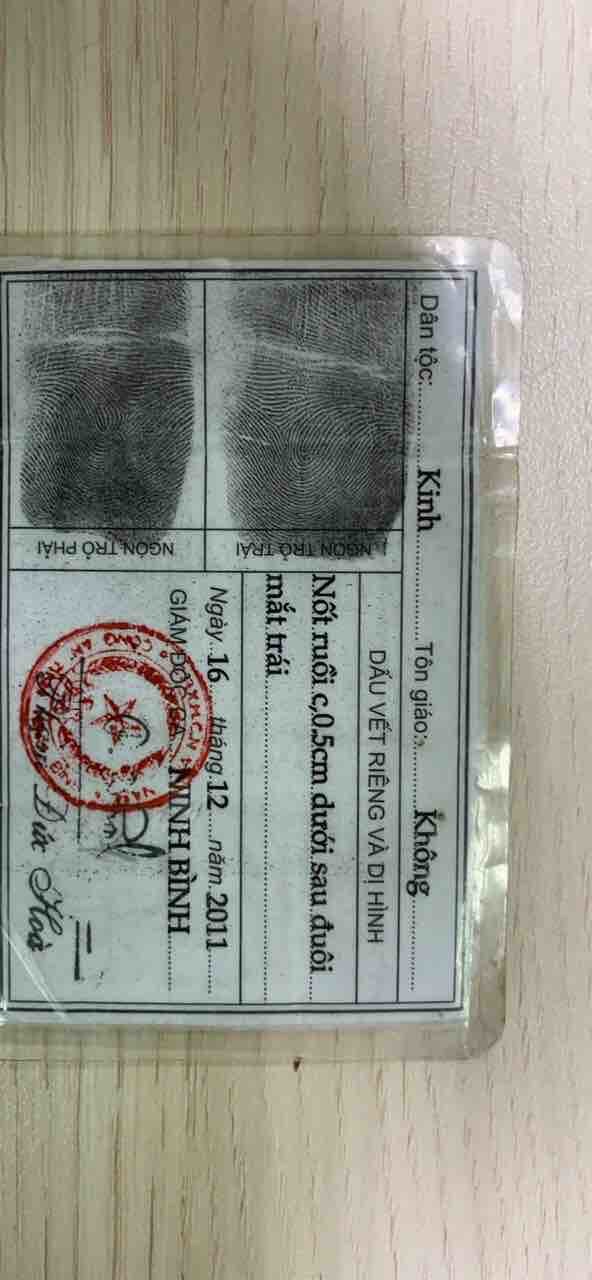 Dân tộc: Kinh Tôn giáo: Không
DẤU VẾT RIÊNG VÀ DỊ HÌNH
Nốt ruồi c,0.5cm dưới sau đuôi
mắt trái
NGÓN TRỎ TRÁI
NGÓN TRỎ PHẢI
Ngày 16 tháng 12 năm 2011
GIÁM ĐỐC CA NINH BÌNH
Đức Hoà